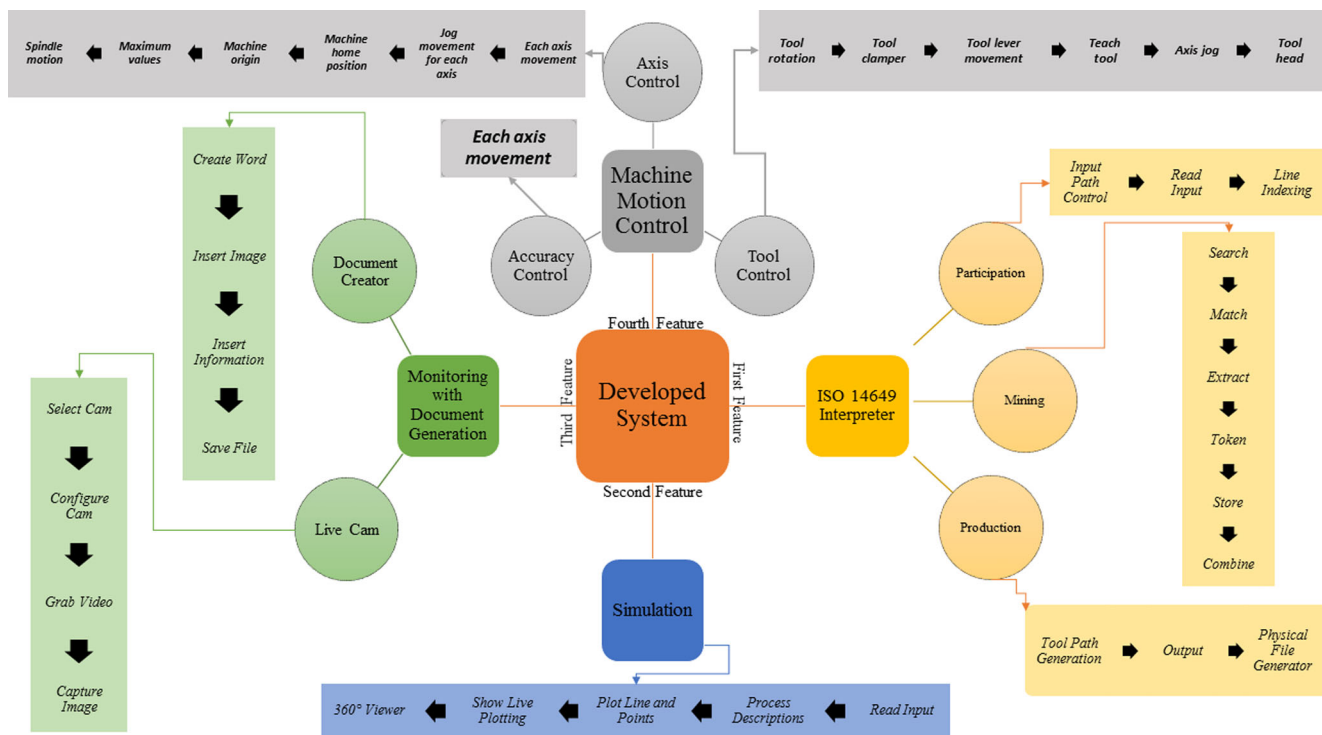 Spindle
motion
Maximum
values
Machine
origin
Machine
home
position
Jog
movement
for each
axis
Each axis
movement
Axis
Control
Tool
rotation
Tool
clamper
Tool lever
movement
Teach
tool
Axis jog
Tool
head
Each axis
movement
Machine
Motion
Control
Accuracy
Control
Tool
Control
Create Word
Insert Image
Insert
Information
Save File
Document
Creator
Select Cam
Configure
Cam
Grab Video
Capture
Image
Live Cam
Monitoring
with
Document
Generation
Third Feature
Fourth Feature
Developed
System
First Feature
Second Feature
ISO 14649
Interpreter
Participation
Mining
Production
Input
Path
Control
Read
Input
Line
Indexing
Search
Match
Extract
Token
Store
Combine
Tool Path
Generation
Output
Physical
File
Generator
Simulation
360° Viewer
Show Live
Plotting
Plot Line and
Points
Process
Descriptions
Read Input